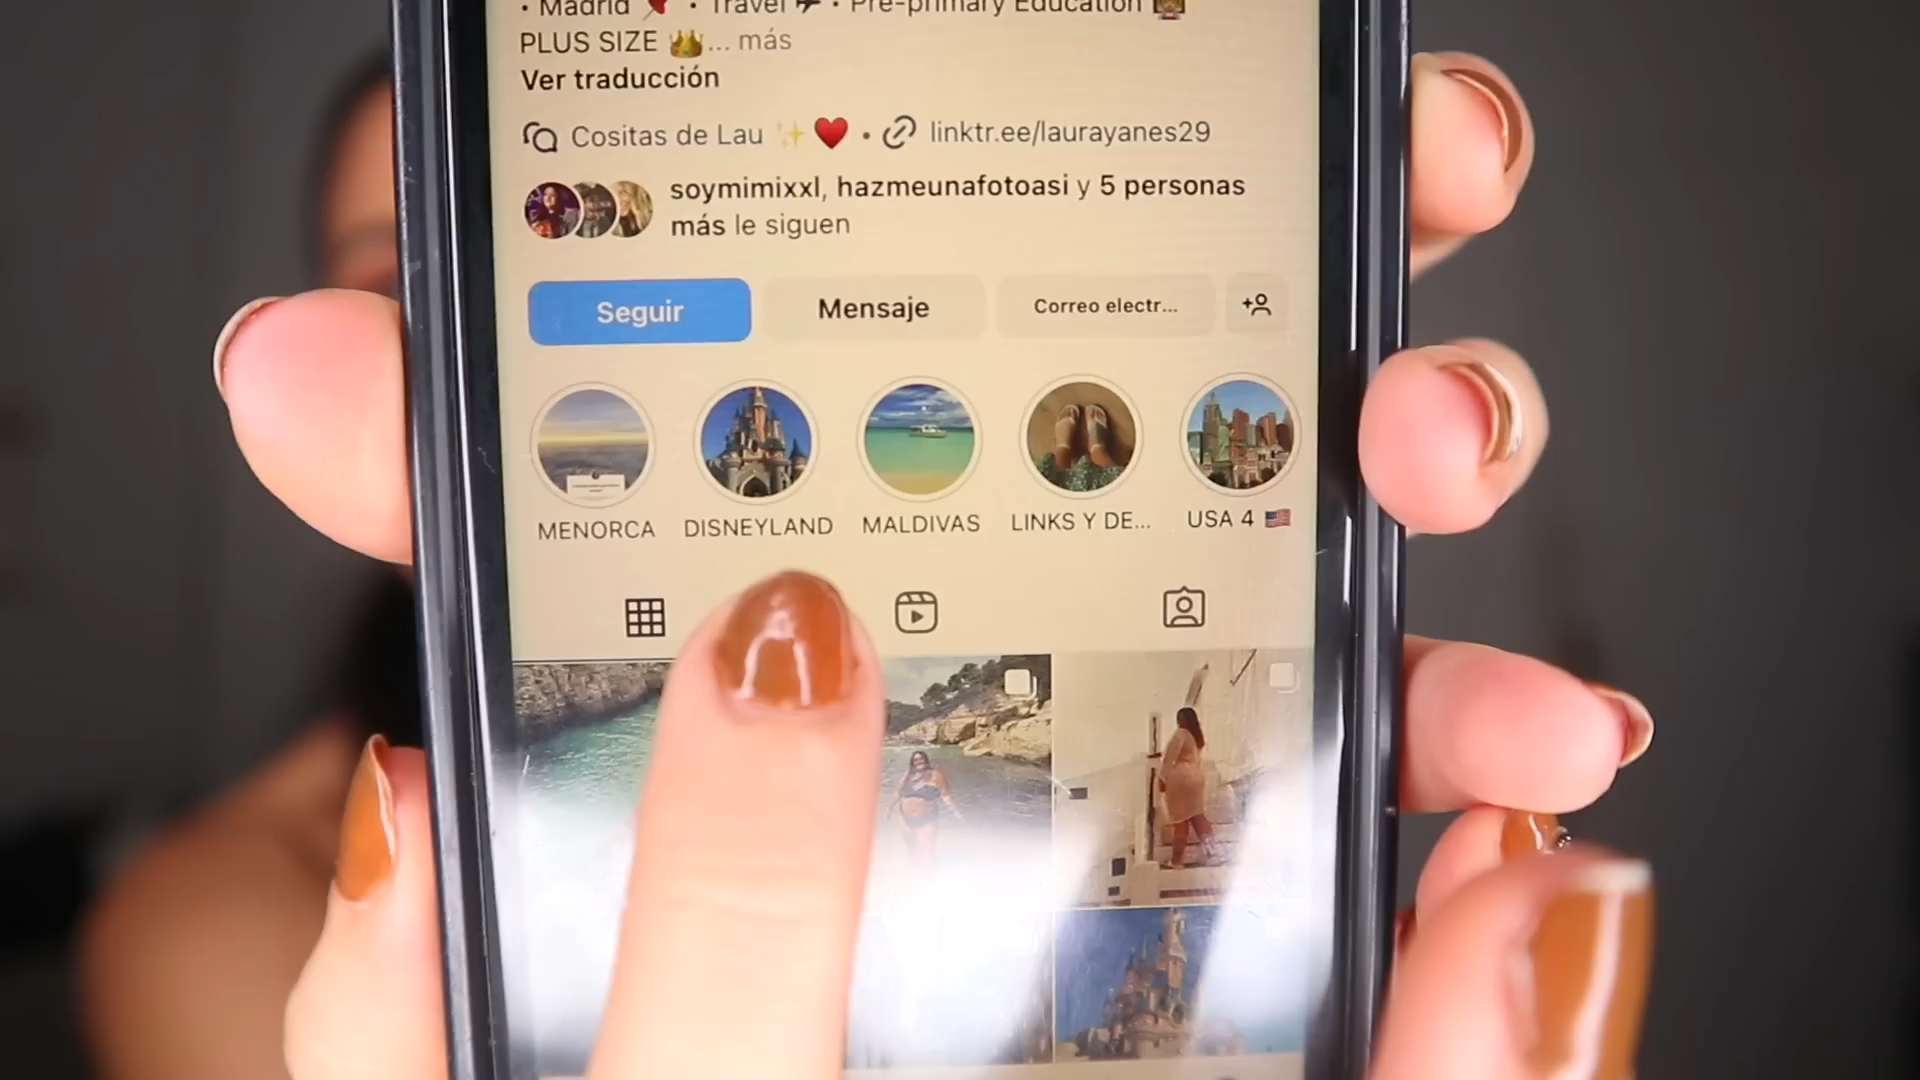 • Madrid 📍 • Travel ✈ • Pre-primary Education 👩🏽‍🏫
PLUS SIZE 👑... más
Ver traducción
Cositas de Lau ✨❤️ • linktr.ee/laurayanes29
soymimixxl, hazmeunafotoasi y 5 personas
más le siguen
Seguir
Mensaje
Correo electr...
MENORCA
DISNEYLAND
MALDIVAS
LINKS Y DE...
USA 4 🇺🇸